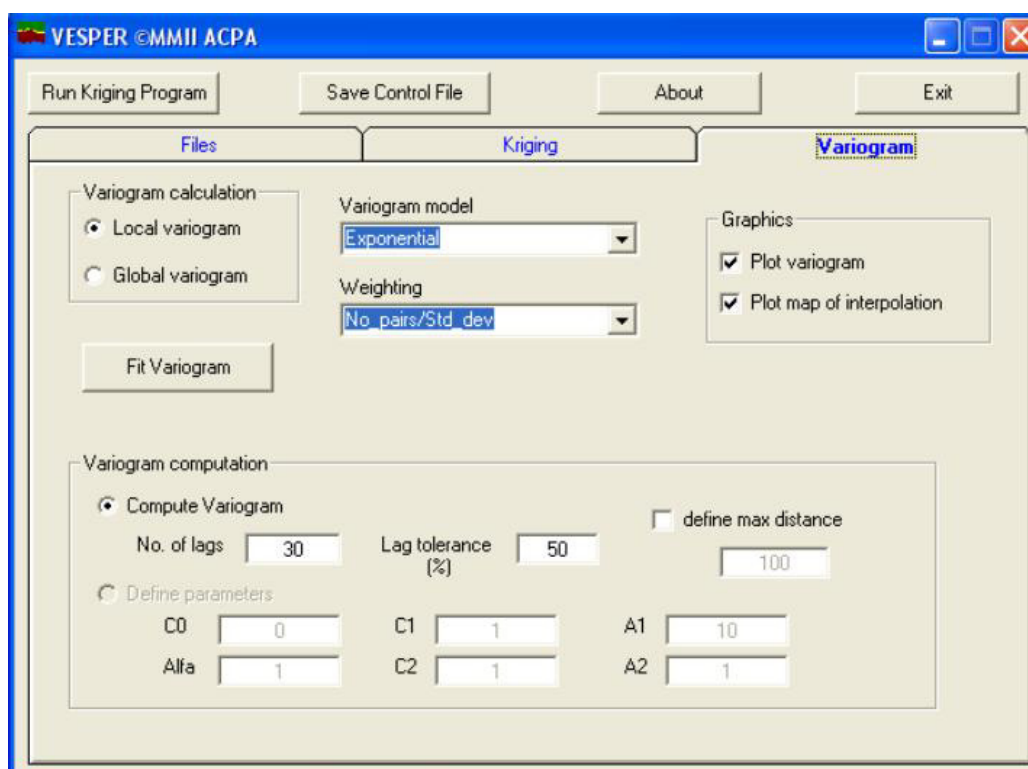 VESPER ©MMII ACPA
Run Kriging Program Save Control File About Exit
Files Kriging Variogram
Variogram calculation
Local variogram
Global variogram
Variogram model
Exponential
Weighting
No_pairs/Std_dev
Graphics
Plot variogram
Plot map of interpolation
Fit Variogram
Variogram computation
Compute Variogram
No. of lags 30 Lag tolerance (%) 50
define max distance
100
Define parameters
C0 0 C1 1 A1 10
Alfa 1 C2 1 A2 1